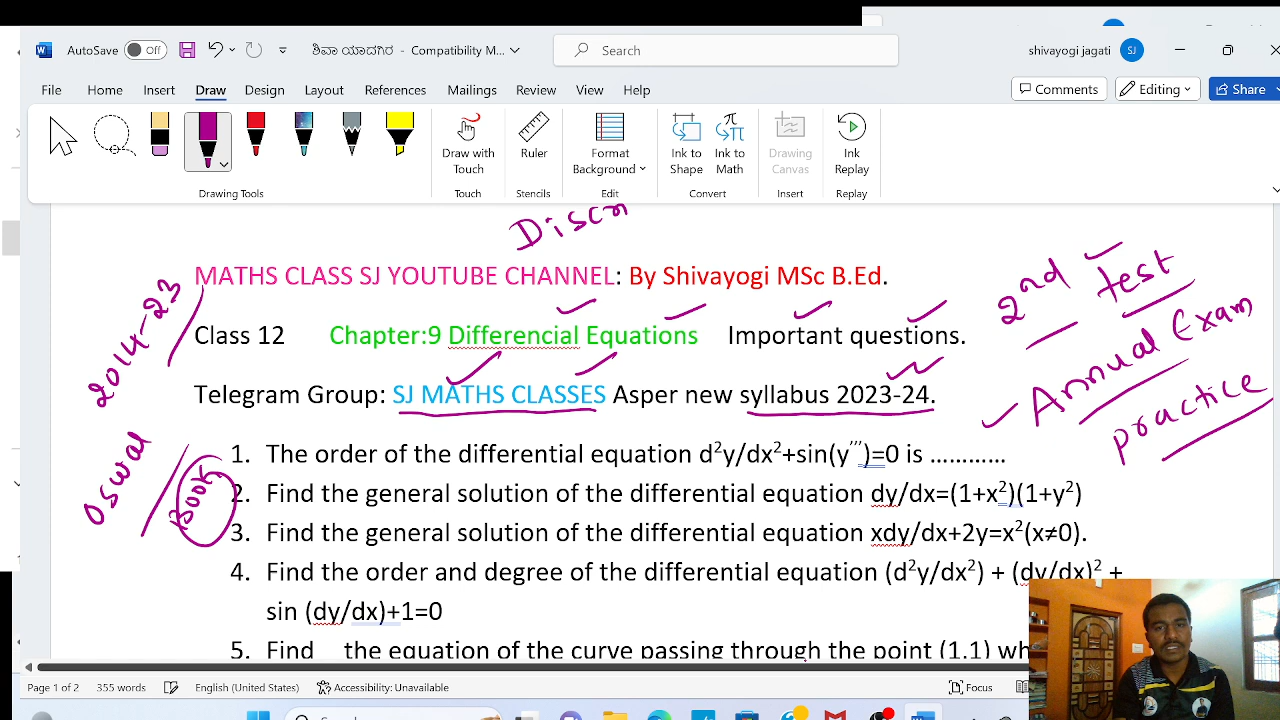 AutoSave Off ಶಿವಾ ಯಾದಗಿರ - Compatibility M... Search shivayogi jagati SJ
File Home Insert Draw Design Layout References Mailings Review View Help Comments Editing Share
Draw with Touch Ruler Format Background Ink to Shape Ink to Math Drawing Canvas Ink Replay
Drawing Tools Touch Stencils Edit Convert Insert Replay
MATHS CLASS SJ YOUTUBE CHANNEL: By Shivayogi MSc B.Ed.
2nd test
Class 12 Chapter:9 Differencial Equations Important questions.
2014-23
Annual Exam
Telegram Group: SJ MATHS CLASSES Asper new syllabus 2023-24.
practice
Oswal
Book
1. The order of the differential equation d²y/dx²+sin(y''')=0 is …………
2. Find the general solution of the differential equation dy/dx=(1+x²)(1+y²)
3. Find the general solution of the differential equation xdy/dx+2y=x²(x≠0).
4. Find the order and degree of the differential equation (d²y/dx²) + (dy/dx)² +
sin (dy/dx)+1=0
5. Find the equation of the curve passing through the point (1.1)
Page 1 of 2 355 words English (United States) Accessibility: Unavailable Focus